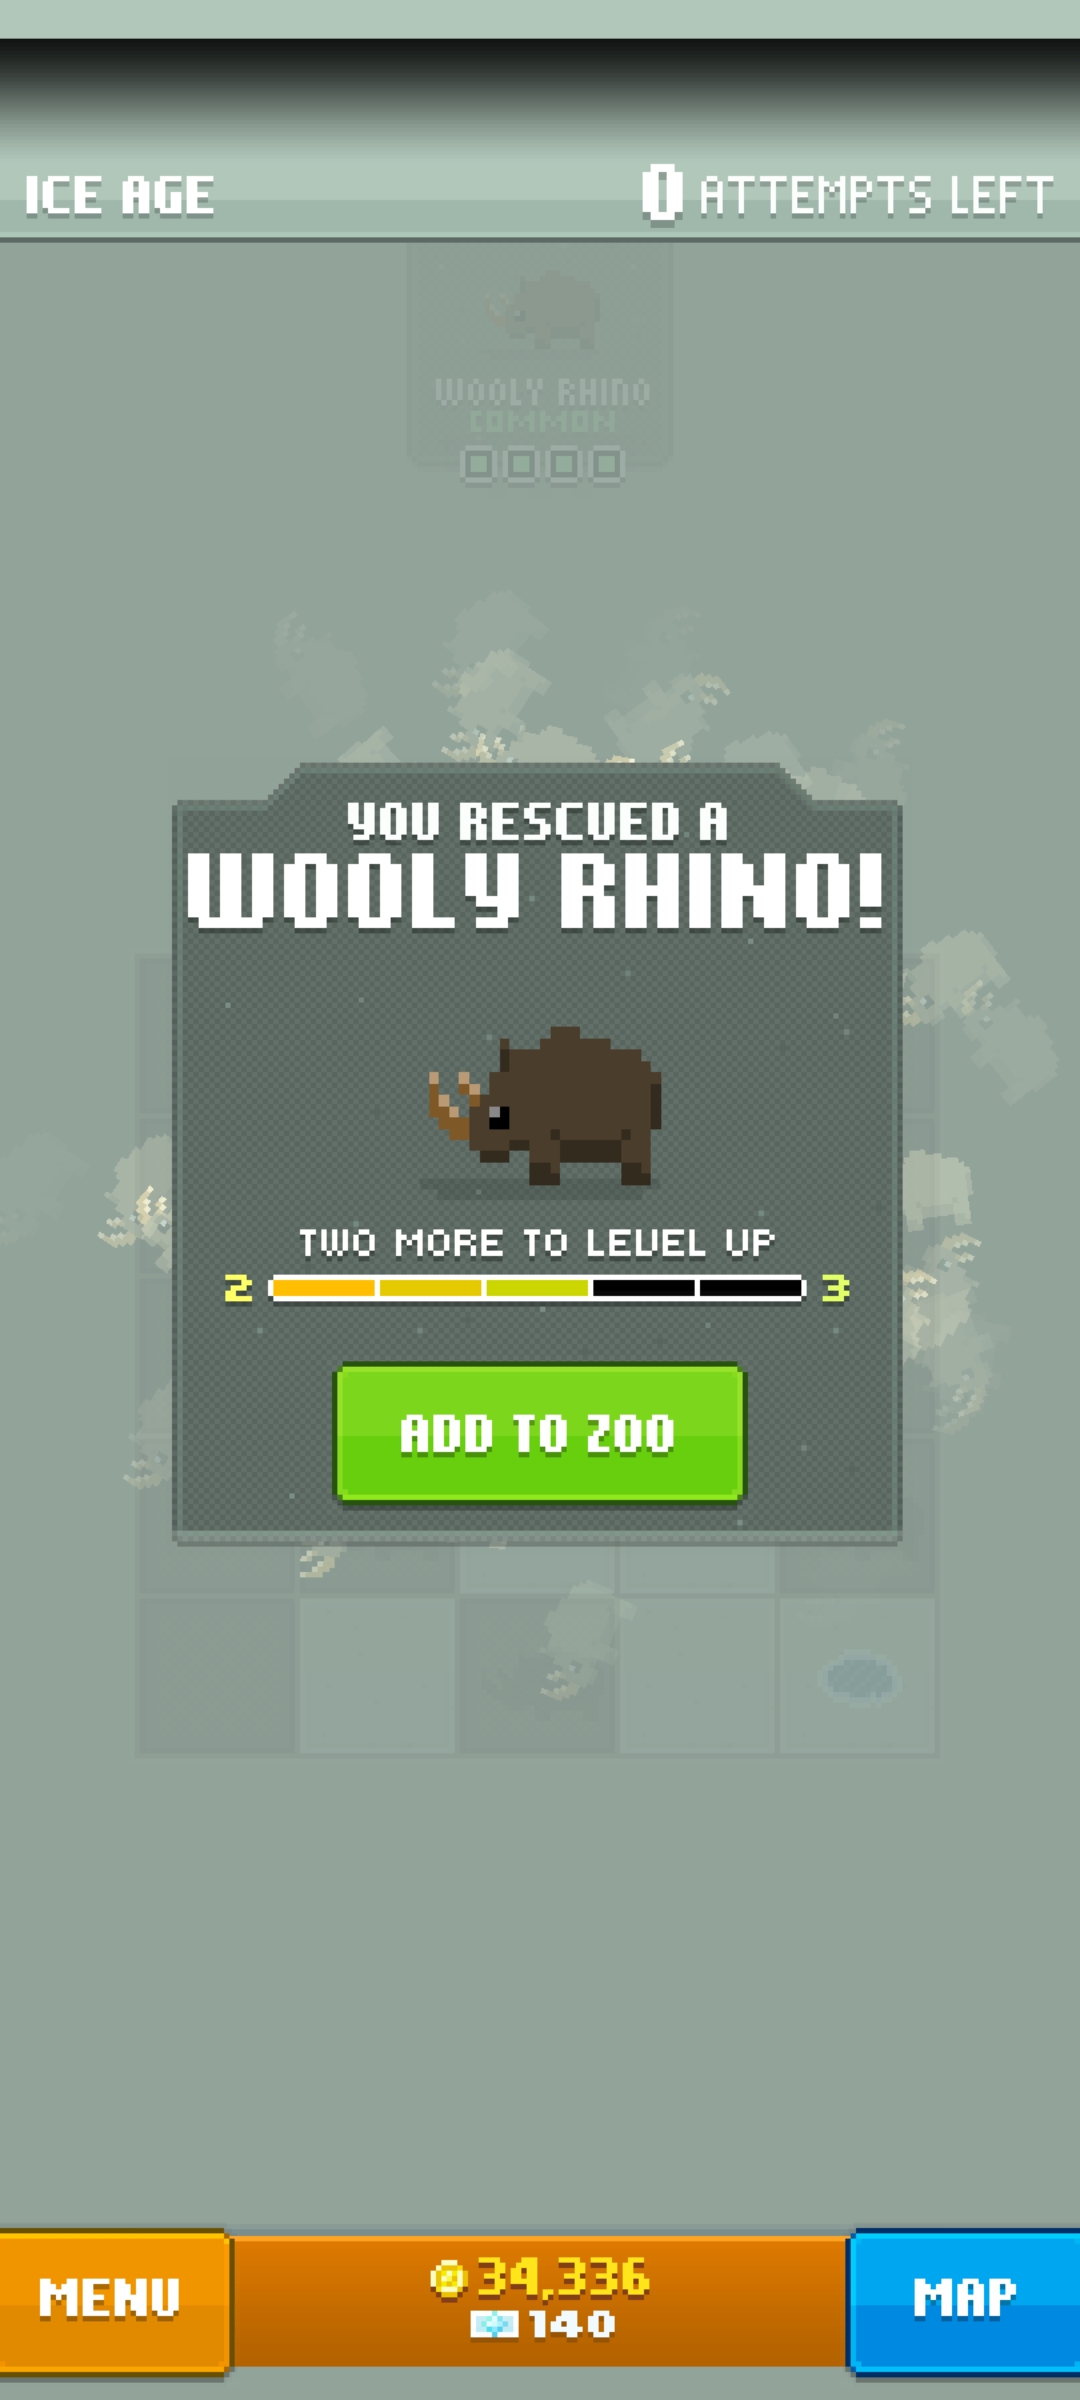 ICE AGE
0 ATTEMPTS LEFT
WOOLY RHINO
COMMON
YOU RESCUED A
WOOLY RHINO!
TWO MORE TO LEVEL UP
2 3
ADD TO ZOO
MENU
34,336
140
MAP